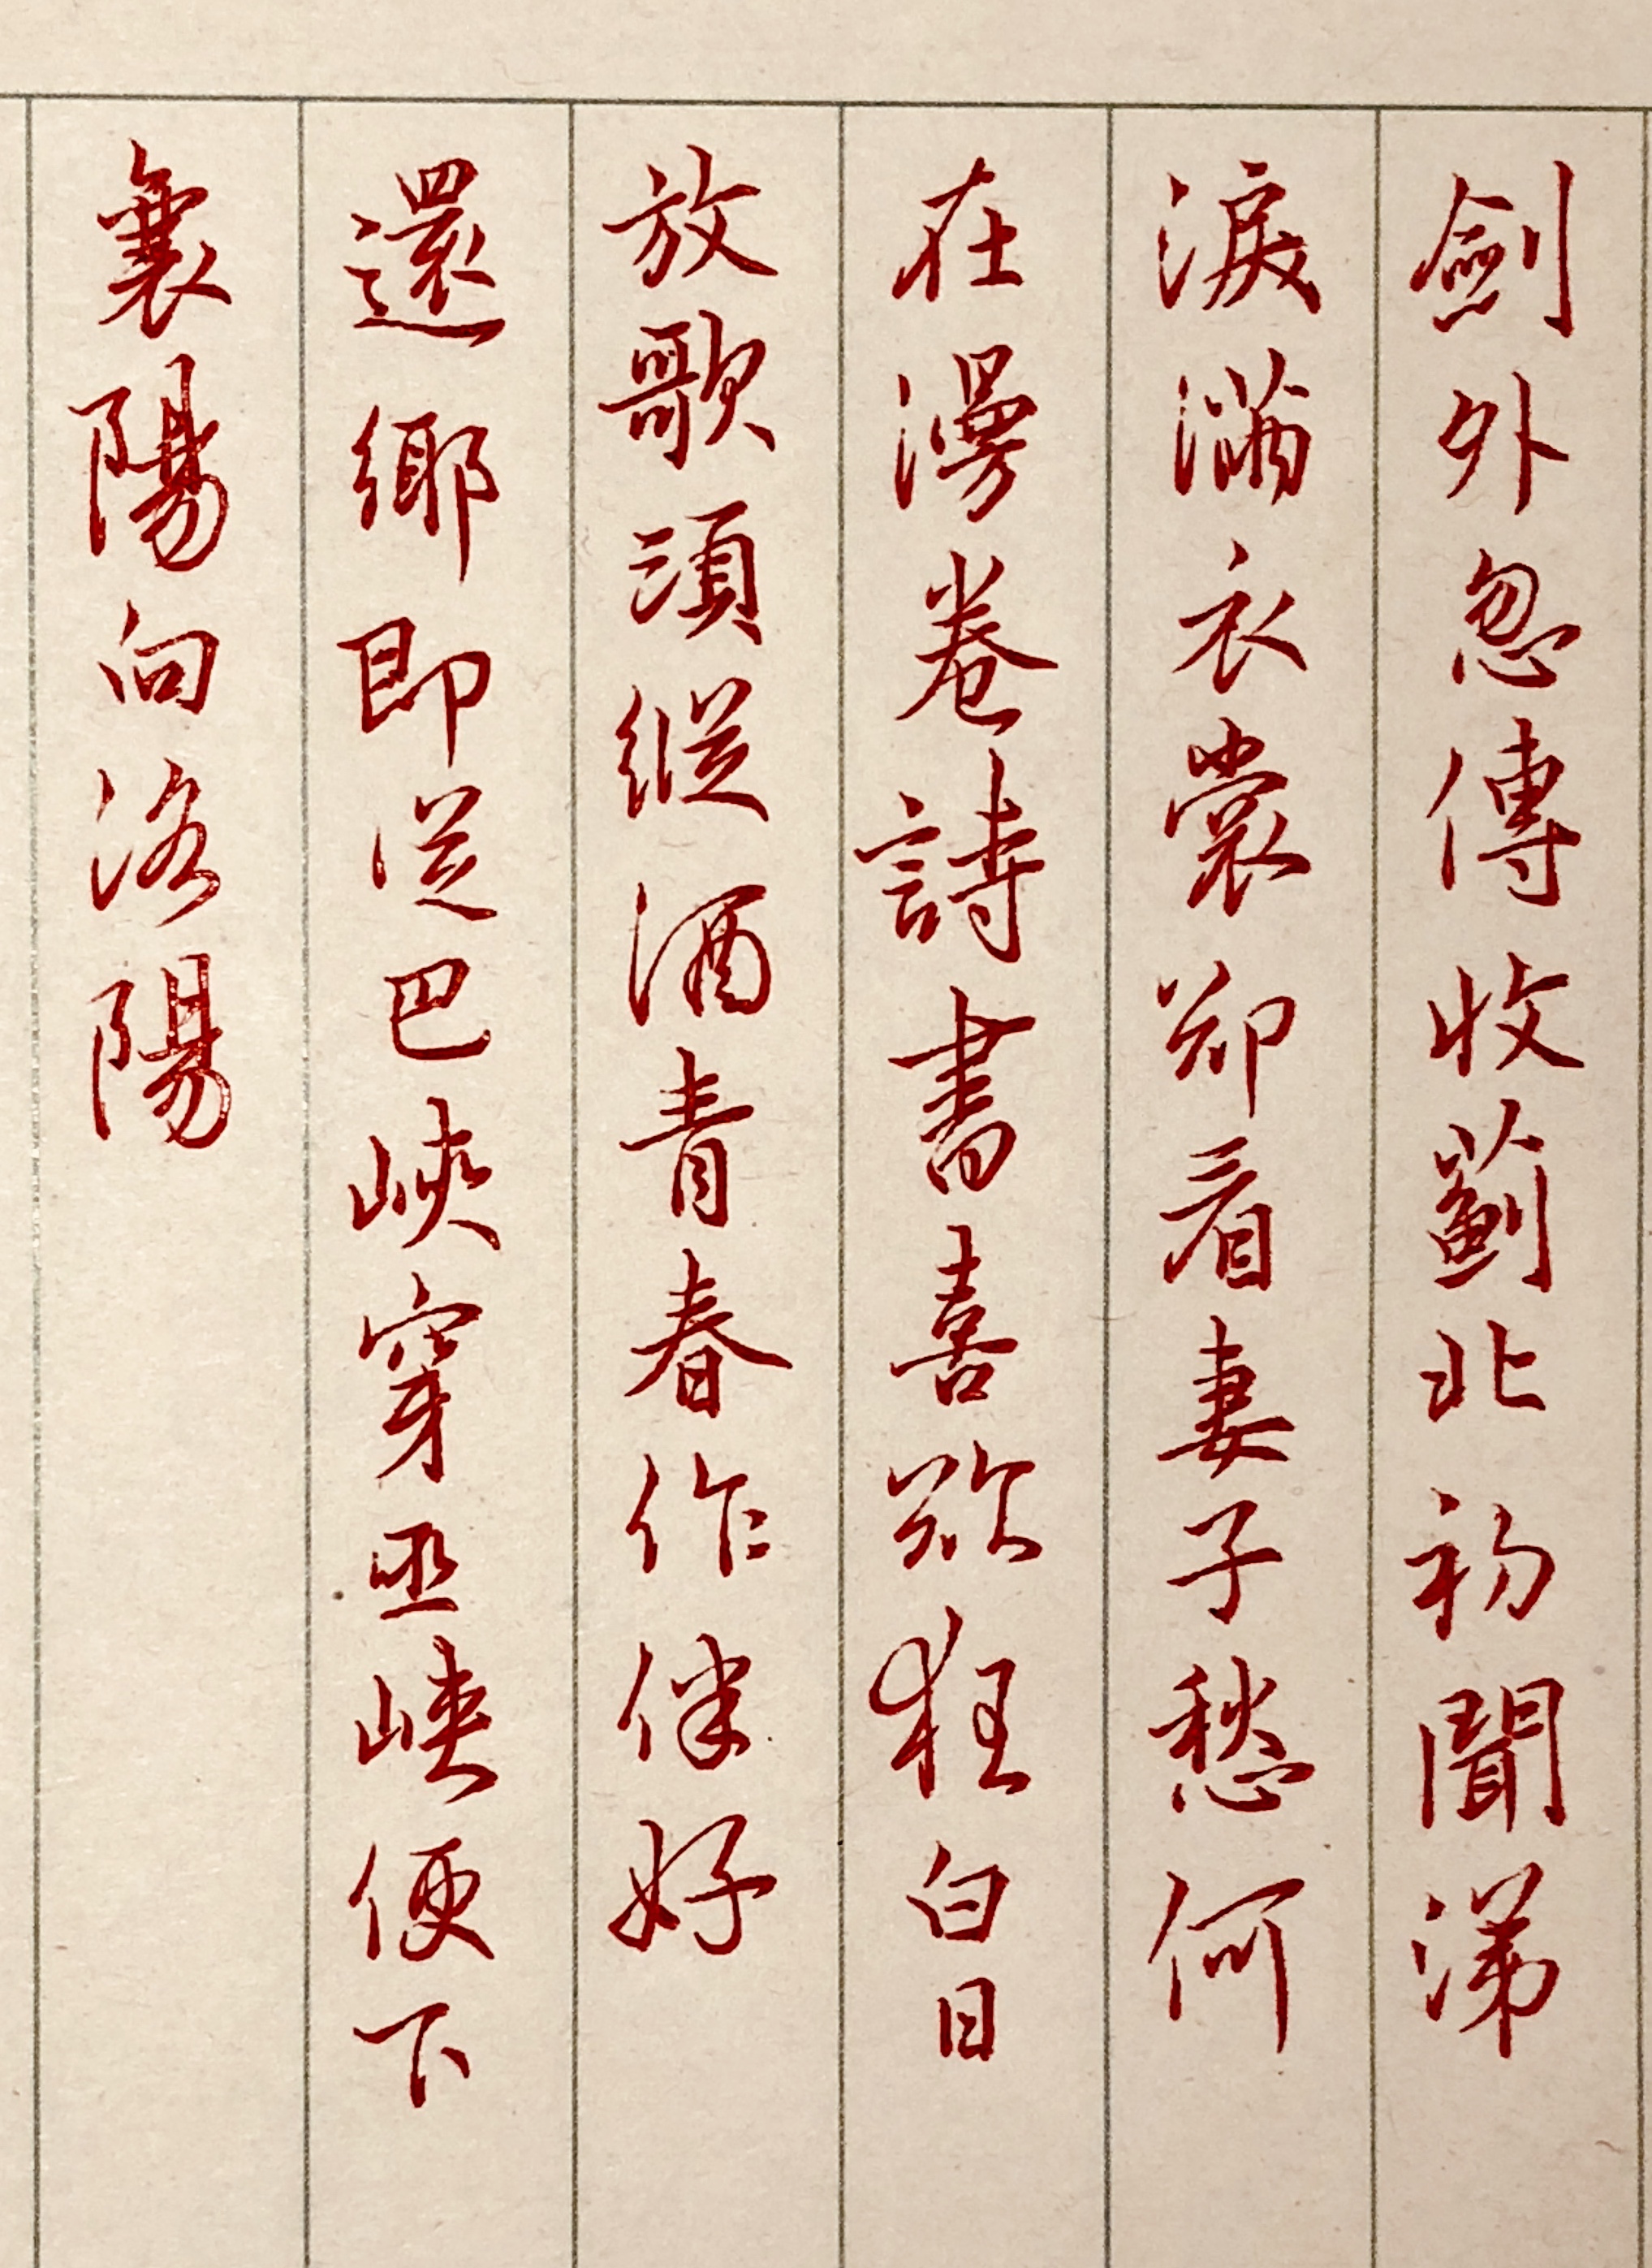 劍外忽傳收薊北初聞涕
淚滿衣裳郤看妻子愁何
在漫卷詩書喜欲狂白日
放歌須縱酒青春作伴好
還鄉即從巴峽穿巫峽便下
襄陽向洛陽